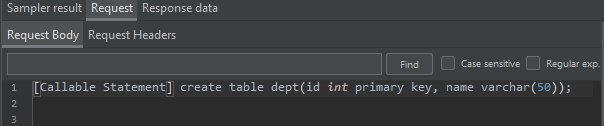 Sampler result Request Response data
Request Body Request Headers
Find Case sensitive Regular exp.
1 [Callable Statement] create table dept(id int primary key, name varchar(50));
2
3